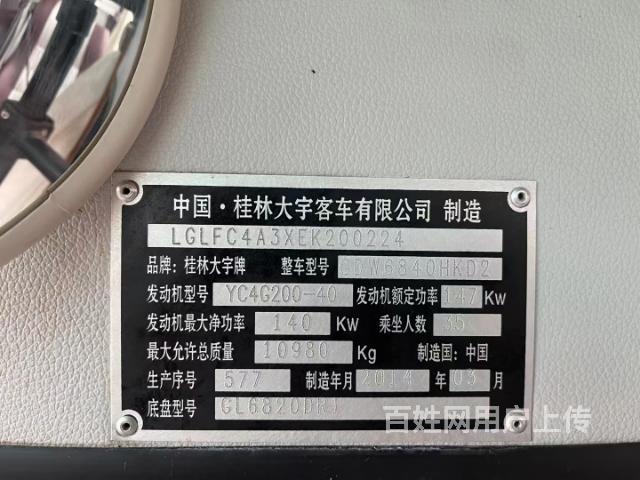 中国·桂林大宇客车有限公司 制造
LGLFC4A3XEK200224
品牌：桂林大宇牌 整车型号 GDW6840HKD2
发动机型号 YC4G200-40 发动机额定功率 147 Kw
发动机最大净功率 140 Kw 乘坐人数 35
最大允许总质量 10980 Kg 制造国：中国
生产序号 577 制造年月 2014 年 03 月
底盘型号
百姓网用户上传